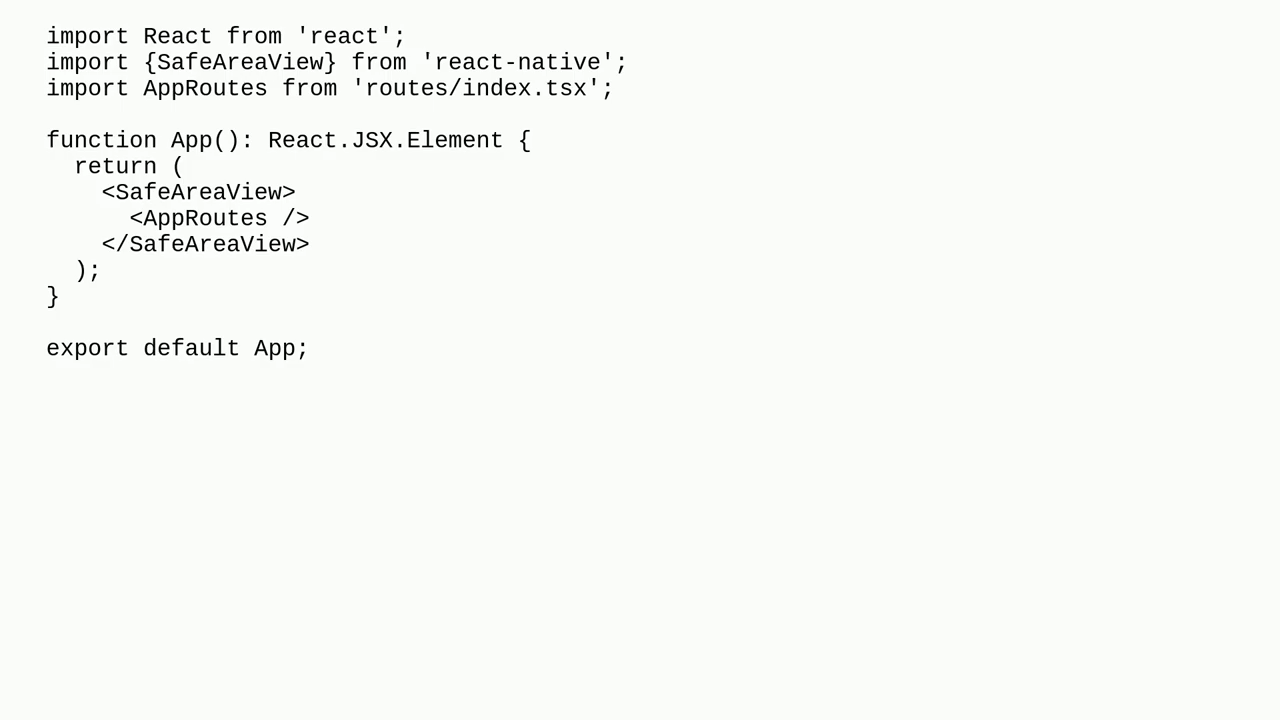 import React from 'react';
import {SafeAreaView} from 'react-native';
import AppRoutes from 'routes/index.tsx';

function App(): React.JSX.Element {
  return (
    <SafeAreaView>
      <AppRoutes />
    </SafeAreaView>
  );
}

export default App;